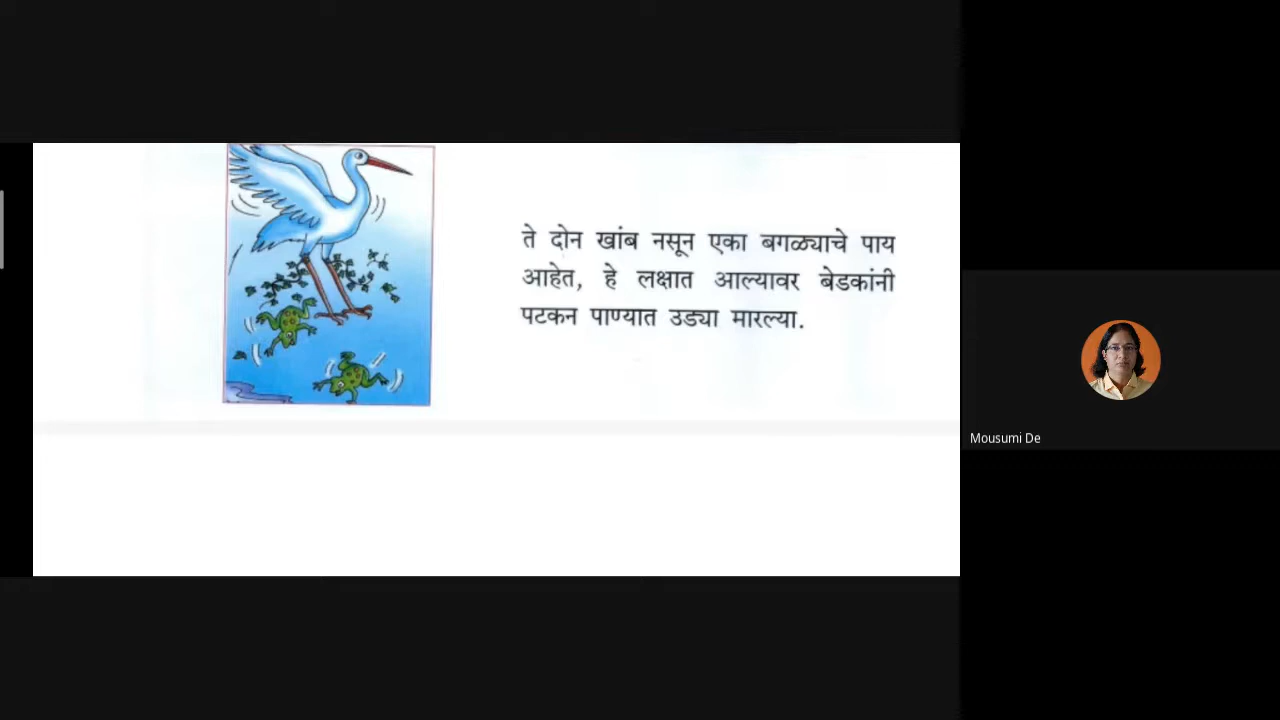 ते दोन खांब नसून एका बगळ्याचे पाय
आहेत, हे लक्षात आल्यावर बेडकांनी
पटकन पाण्यात उड्या मारल्या.
Mousumi De